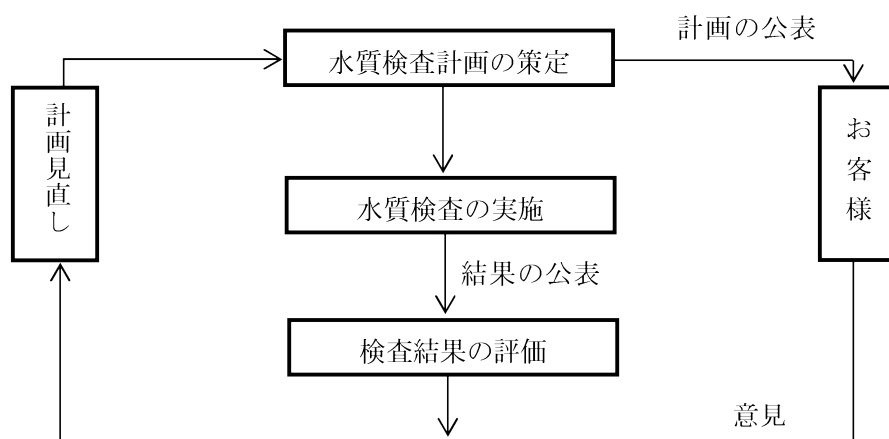 計画の公表
水質検査計画の策定
計画見直し
お客様
水質検査の実施
結果の公表
検査結果の評価
意見